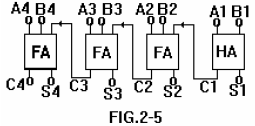 A4 B4 A3 B3 A2 B2 A1 B1
FA FA FA HA
C4 S4 C3 S3 C2 S2 C1 S1
FIG.2-5